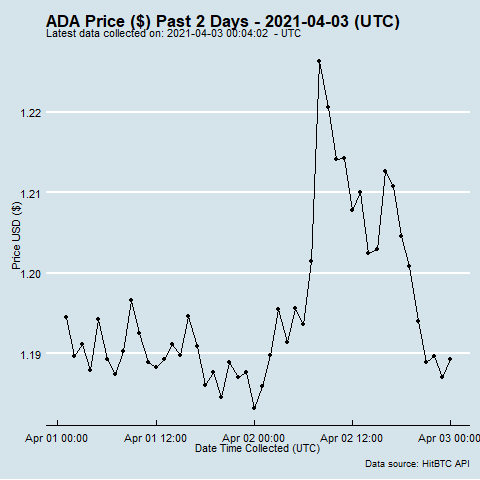 ADA Price ($) Past 2 Days - 2021-04-03 (UTC)
Latest data collected on: 2021-04-03 00:04:02  - UTC
Price USD ($)
1.22
1.21
1.20
1.19
Apr 01 00:00 Apr 01 12:00 Apr 02 00:00 Apr 02 12:00 Apr 03 00:00
Date Time Collected (UTC)
Data source: HitBTC API